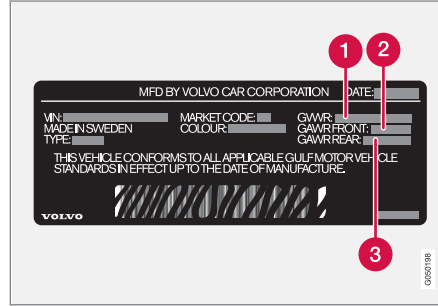 1 2
MFD BY VOLVO CAR CORPORATION DATE:
VIN: MARKET CODE: GVWR:
MADE IN SWEDEN COLOUR: GAWR FRONT:
TYPE: GAWR REAR:
THIS VEHICLE CONFORMS TO ALL APPLICABLE GULF MOTOR VEHICLE
STANDARDS IN EFFECT UP TO THE DATE OF MANUFACTURE.
VOLVO
3
G050198